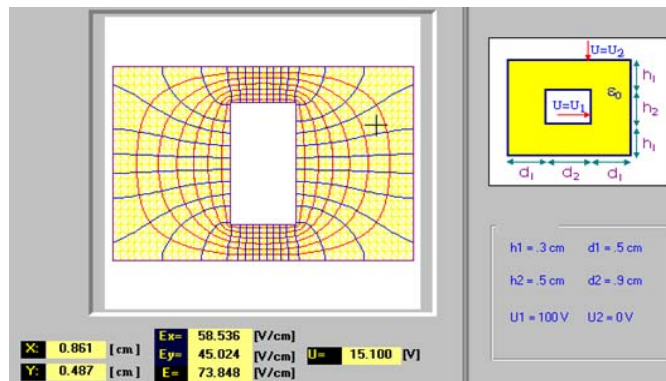 U=U2
h1
ε0
U=U1
h2
h1
d1 d2 d1
h1 = .3 cm d1 = .5 cm
h2 = .5 cm d2 = .9 cm
U1 = 100 V U2 = 0 V
X: 0.861 [cm]
Y: 0.487 [cm]
Ex= 58.536 [V/cm]
Ey= 45.024 [V/cm]
E= 73.848 [V/cm]
U= 15.100 [V]